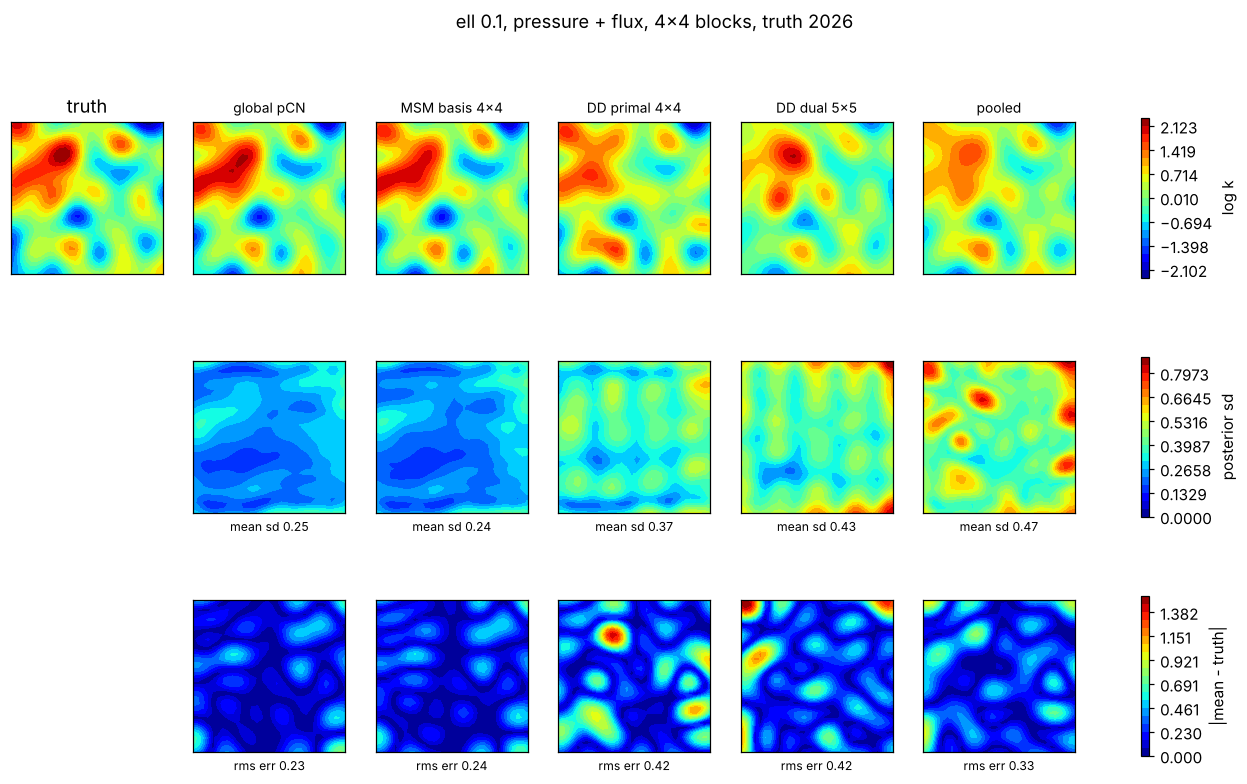 ell 0.1, pressure + flux, 4×4 blocks, truth 2026
truth
global pCN
MSM basis 4×4
DD primal 4×4
DD dual 5×5
pooled
2.123
1.419
0.714
0.010
−0.694
−1.398
−2.102
log k
0.7973
0.6645
0.5316
0.3987
0.2658
0.1329
0.0000
posterior sd
mean sd 0.25
mean sd 0.24
mean sd 0.37
mean sd 0.43
mean sd 0.47
1.382
1.151
0.921
0.691
0.461
0.230
0.000
|mean - truth|
rms err 0.23
rms err 0.24
rms err 0.42
rms err 0.42
rms err 0.33